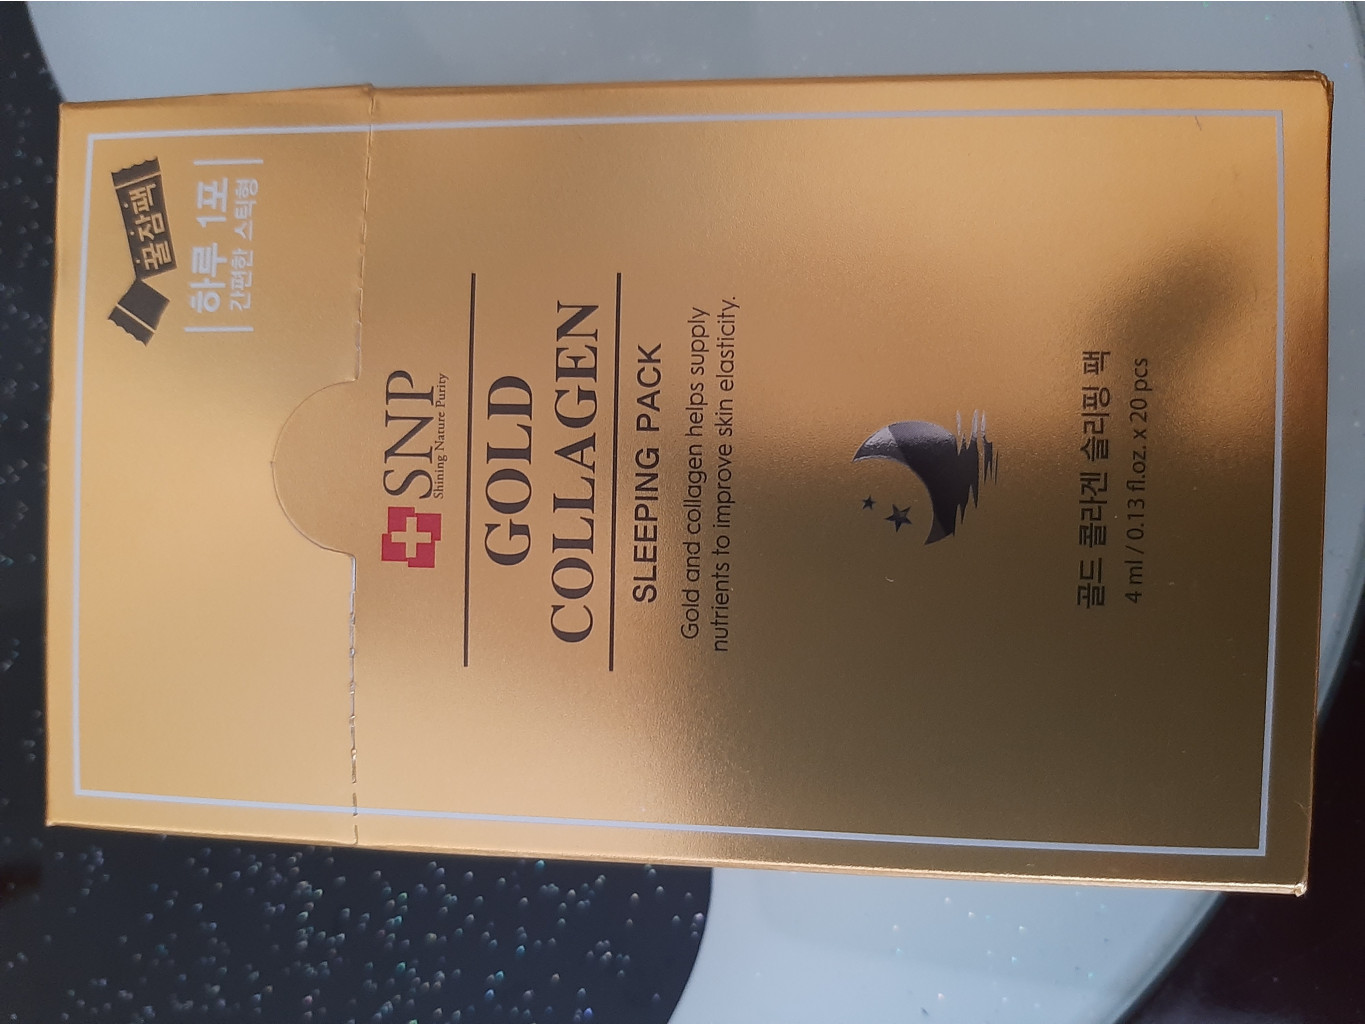 꿀잠팩
하루 1포
간편한 스틱형
SNP
Shining Nature Purity
GOLD
COLLAGEN
SLEEPING PACK
Gold and collagen helps supply
nutrients to improve skin elasticity.
골드 콜라겐 슬리핑 팩
4 ml / 0.13 fl.oz. x 20 pcs